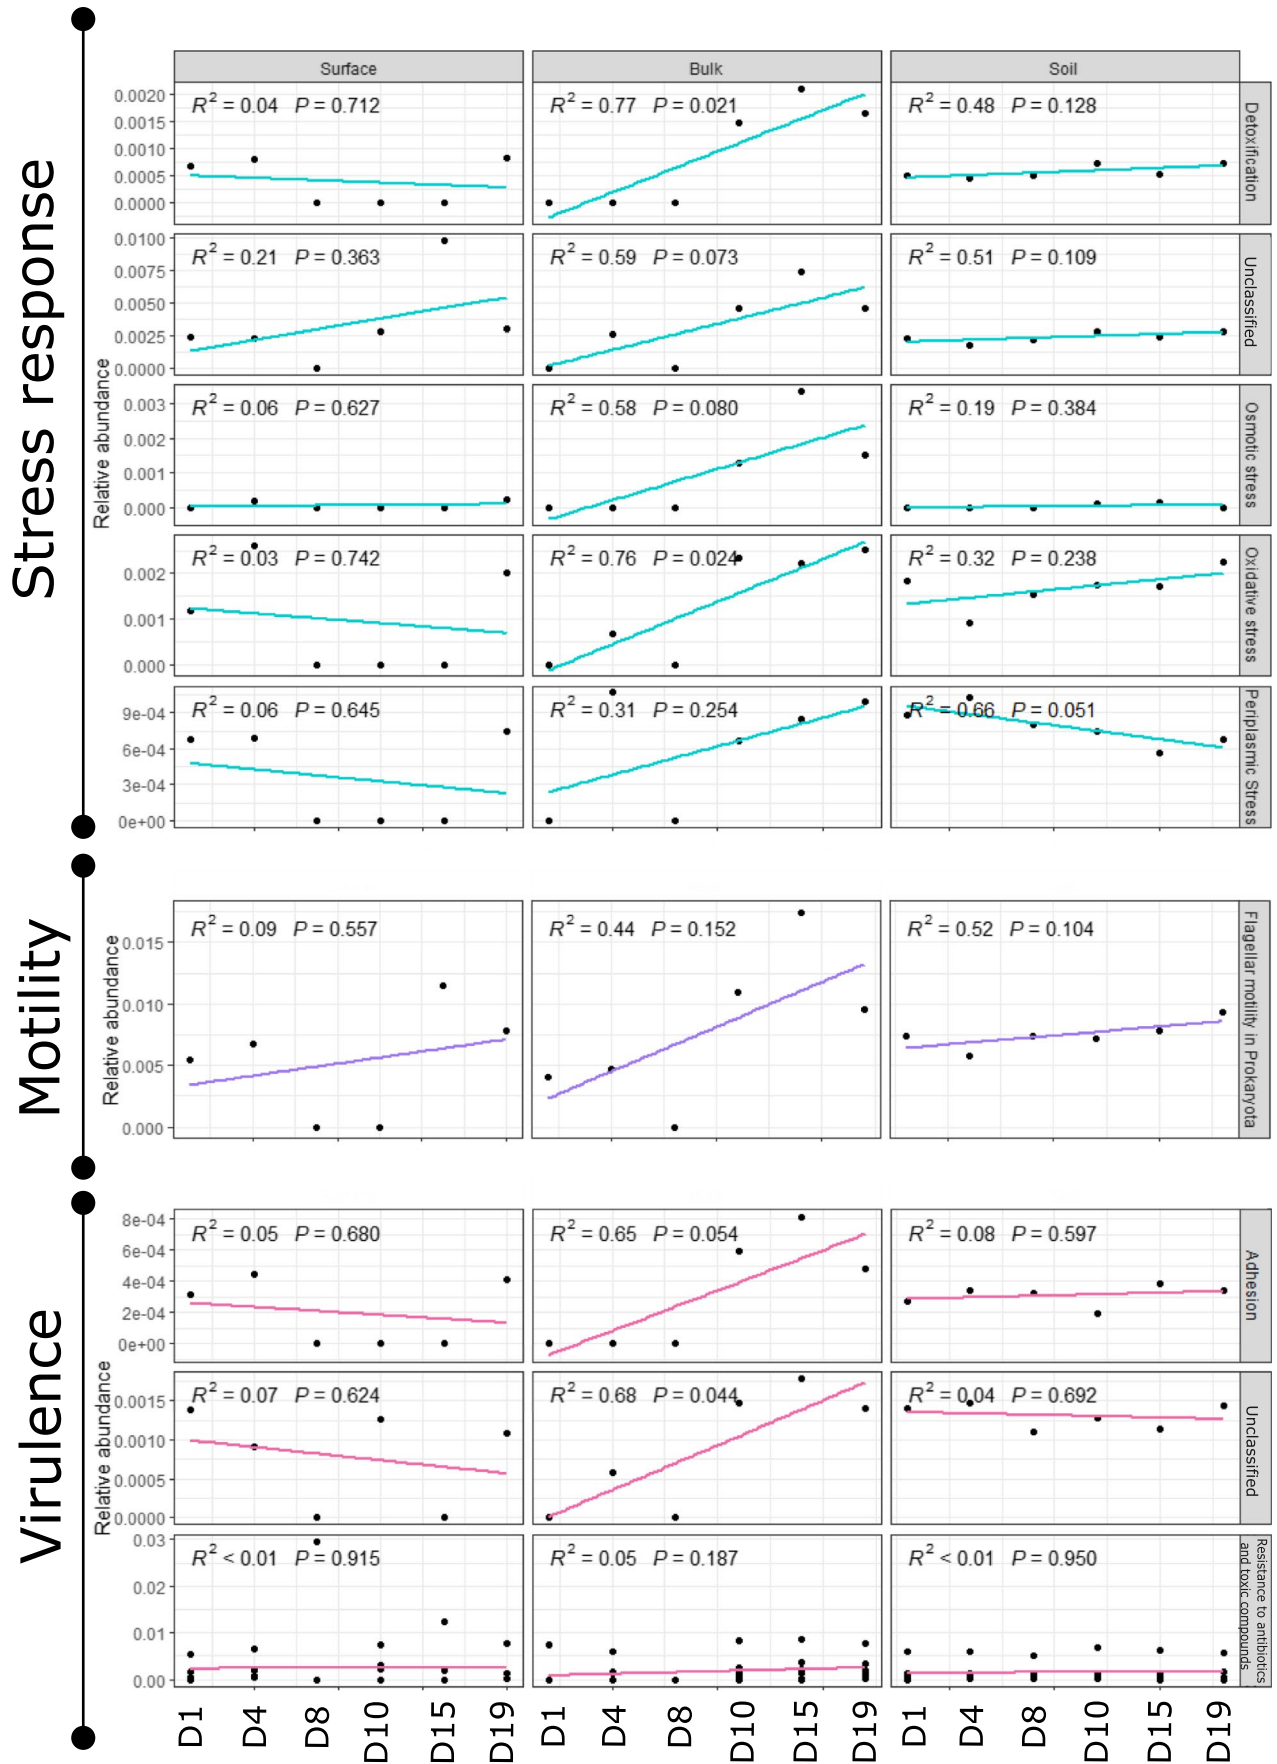 Surface Bulk Soil
Stress response
Relative abundance
0.0020
0.0015
0.0010
0.0005
0.0000
R2 = 0.04 P = 0.712
R2 = 0.77 P = 0.021
R2 = 0.48 P = 0.128
Detoxification
0.0100
0.0075
0.0050
0.0025
0.0000
R2 = 0.21 P = 0.363
R2 = 0.59 P = 0.073
R2 = 0.51 P = 0.109
Unclassified
0.003
0.002
0.001
0.000
R2 = 0.06 P = 0.627
R2 = 0.58 P = 0.080
R2 = 0.19 P = 0.384
Osmotic stress
0.002
0.001
0.000
R2 = 0.03 P = 0.742
R2 = 0.76 P = 0.024
R2 = 0.32 P = 0.238
Oxidative stress
9e-04
6e-04
3e-04
0e+00
R2 = 0.06 P = 0.645
R2 = 0.31 P = 0.254
R2 = 0.66 P = 0.051
Periplasmic Stress
Motility
Relative abundance
0.015
0.010
0.005
0.000
R2 = 0.09 P = 0.557
R2 = 0.44 P = 0.152
R2 = 0.52 P = 0.104
Flagellar motility in Prokaryota
Virulence
Relative abundance
8e-04
6e-04
4e-04
2e-04
0e+00
R2 = 0.05 P = 0.680
R2 = 0.65 P = 0.054
R2 = 0.08 P = 0.597
Adhesion
0.0015
0.0010
0.0005
0.0000
R2 = 0.07 P = 0.624
R2 = 0.68 P = 0.044
R2 = 0.04 P = 0.692
Unclassified
0.03
0.02
0.01
0.00
R2 < 0.01 P = 0.915
R2 = 0.05 P = 0.187
R2 < 0.01 P = 0.950
Resistance to antibiotics
and toxic compounds
D1 D4 D8 D10 D15 D19 D1 D4 D8 D10 D15 D19 D1 D4 D8 D10 D15 D19